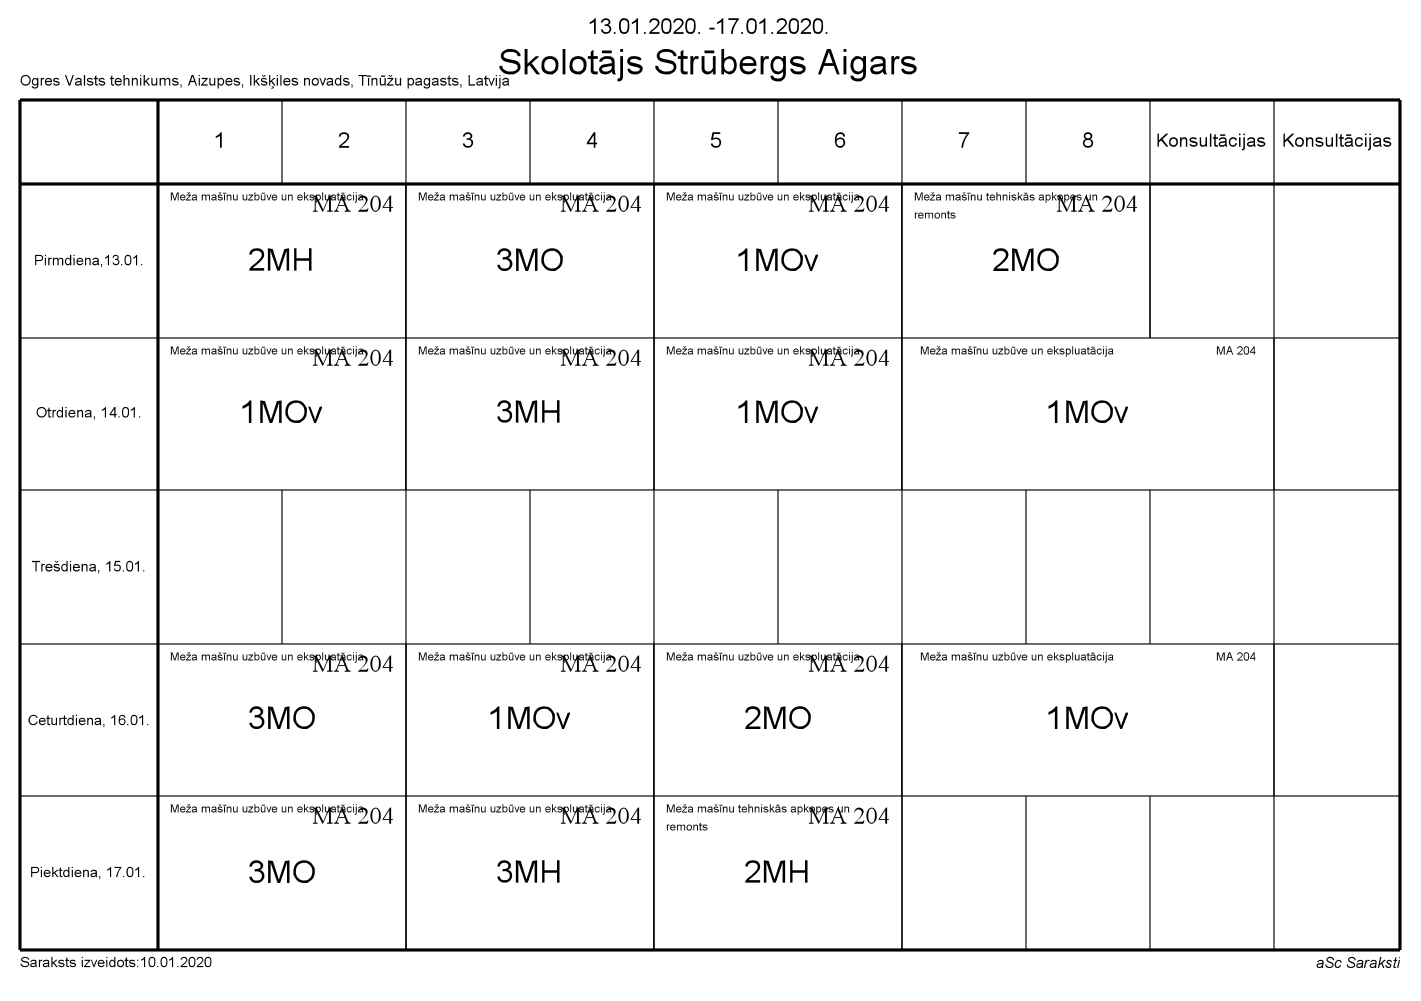 13.01.2020. -17.01.2020.
Skolotājs Strūbergs Aigars
Ogres Valsts tehnikums, Aizupes, Ikšķiles novads, Tīnūžu pagasts, Latvija
1 2 3 4 5 6 7 8 Konsultācijas Konsultācijas
Pirmdiena,13.01.
Meža mašīnu uzbūve un ekspluatācija MA 204
2MH
Meža mašīnu uzbūve un ekspluatācija MA 204
3MO
Meža mašīnu uzbūve un ekspluatācija MA 204
1MOv
Meža mašīnu tehniskās apkopes un MA 204
remonts
2MO
Otrdiena, 14.01.
Meža mašīnu uzbūve un ekspluatācija MA 204
1MOv
Meža mašīnu uzbūve un ekspluatācija MA 204
3MH
Meža mašīnu uzbūve un ekspluatācija MA 204
1MOv
Meža mašīnu uzbūve un ekspluatācija MA 204
1MOv
Trešdiena, 15.01.
Ceturtdiena, 16.01.
Meža mašīnu uzbūve un ekspluatācija MA 204
3MO
Meža mašīnu uzbūve un ekspluatācija MA 204
1MOv
Meža mašīnu uzbūve un ekspluatācija MA 204
2MO
Meža mašīnu uzbūve un ekspluatācija MA 204
1MOv
Piektdiena, 17.01.
Meža mašīnu uzbūve un ekspluatācija MA 204
3MO
Meža mašīnu uzbūve un ekspluatācija MA 204
3MH
Meža mašīnu tehniskās apkopes un MA 204
remonts
2MH
Saraksts izveidots:10.01.2020
aSc Saraksti